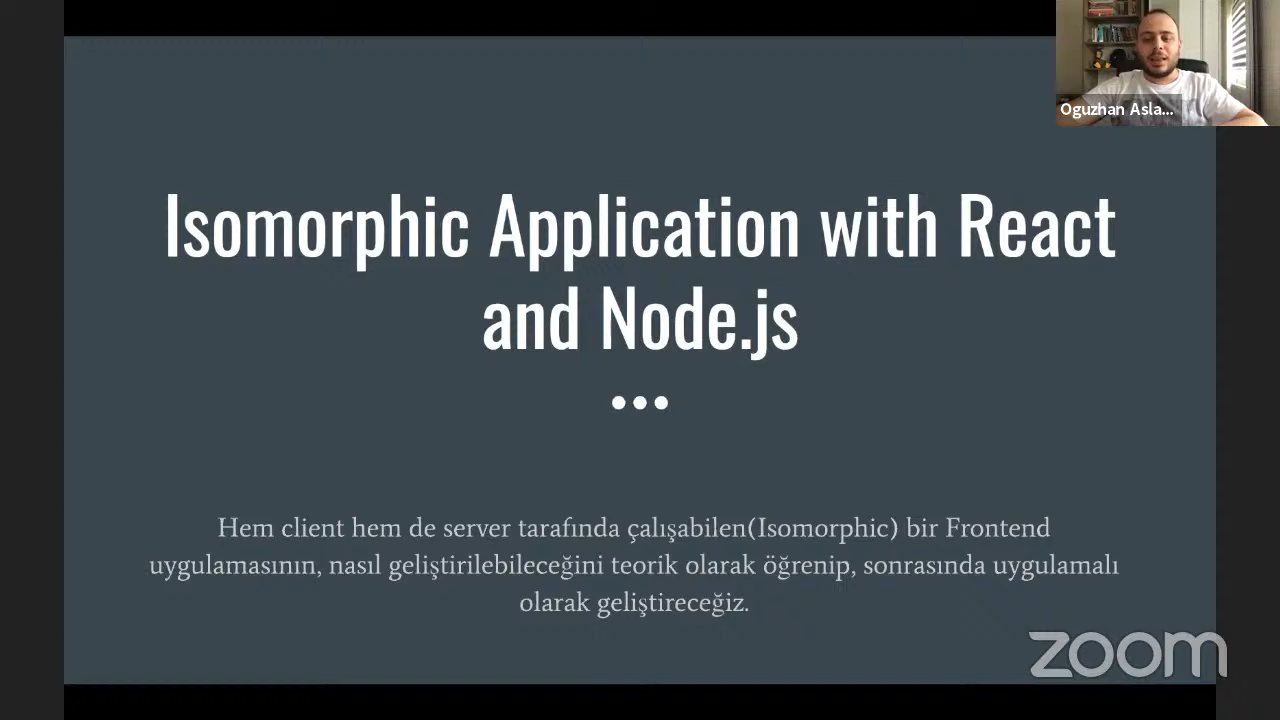 Oguzhan Asla...
Isomorphic Application with React
and Node.js
Hem client hem de server tarafında çalışabilen(Isomorphic) bir Frontend
uygulamasının, nasıl geliştirilebileceğini teorik olarak öğrenip, sonrasında uygulamalı
olarak geliştireceğiz.
zoom